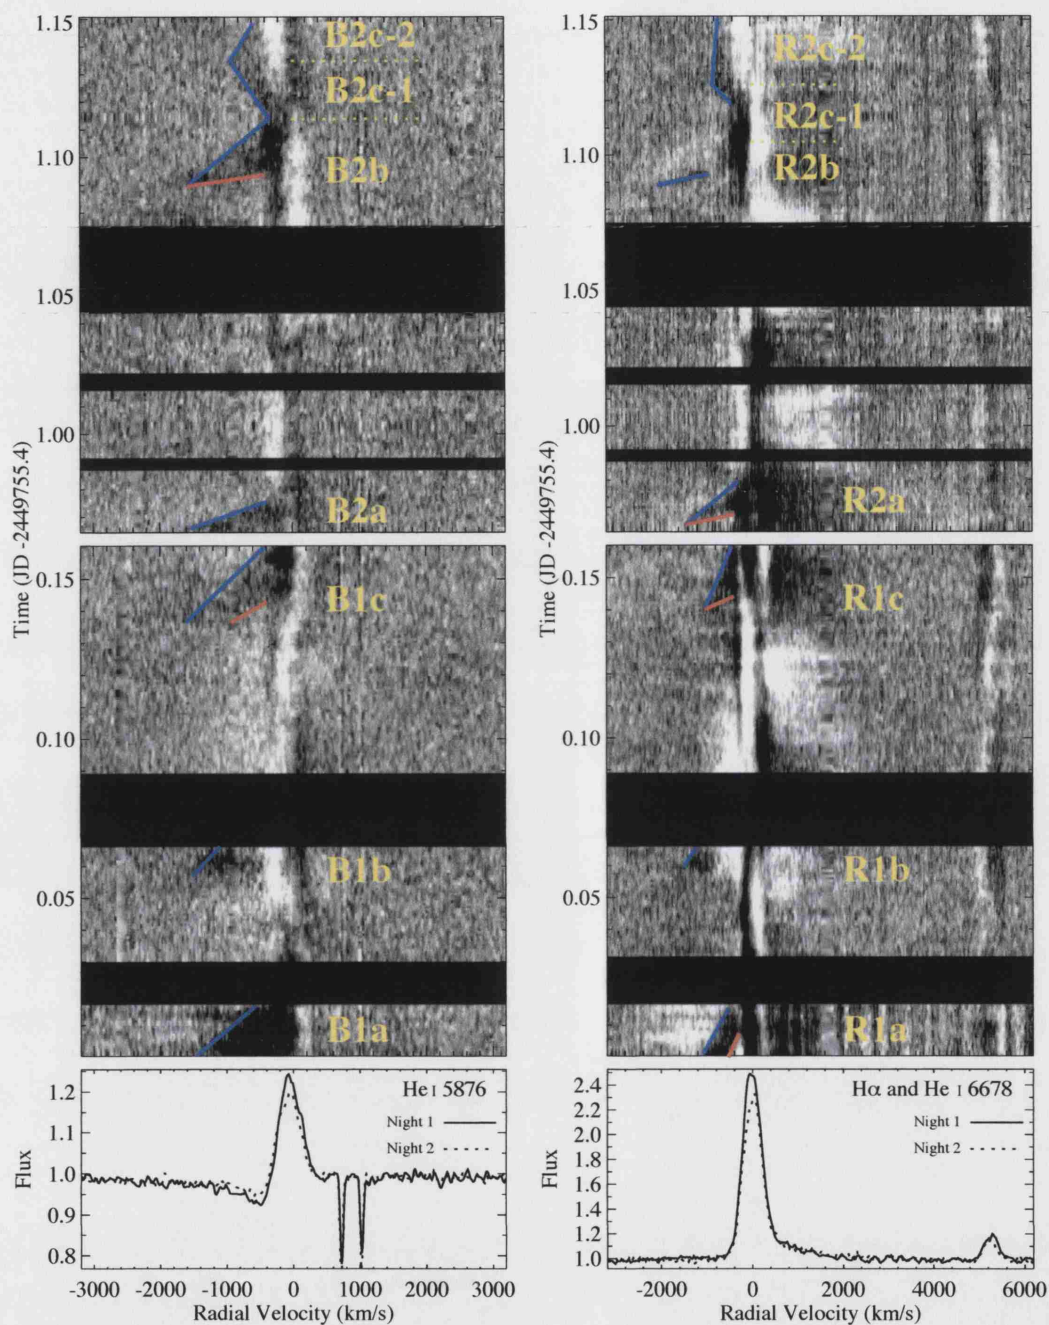 1.15
B2c-2
B2c-1
1.10
B2b
1.05
1.00
B2a
Time (JD -2449755.4)
0.15
B1c
0.10
0.05
B1b
B1a
1.2
1.1
1.0
0.9
0.8
Flux
He I 5876
Night 1
Night 2
-3000 -2000 -1000 0 1000 2000 3000
Radial Velocity (km/s)
1.15
R2c-2
R2c-1
1.10
R2b
1.05
1.00
R2a
Time (JD -2449755.4)
0.15
R1c
0.10
0.05
R1b
R1a
2.4
2.2
2.0
1.8
1.6
1.4
1.2
1.0
Flux
Hα and He I 6678
Night 1
Night 2
-2000 0 2000 4000 6000
Radial Velocity (km/s)